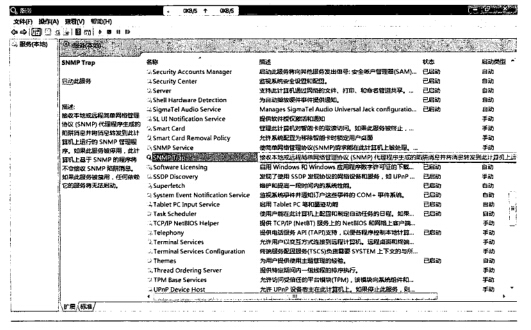 服务
0KB/S ↑ 0KB/S
文件(F) 操作(A) 查看(V) 帮助(H)
服务(本地)
服务(本地)
SNMP Trap
启动此服务
描述:
接收本地或远程简单网络管理协议 (SNMP) 代理程序生成的陷阱消息并将消息转发到此计算机上运行的 SNMP 管理程序。如果此服务被停用，此计算机上基于 SNMP 的程序将不会接收 SNMP 陷阱消息。如果此服务被禁用，任何依赖它的服务将无法启动。
名称 描述 状态 启动类型
Security Accounts Manager 启动此服务将向其他服务发出信号: 安全帐户管理器(SAM)... 已启动 自动
Security Center 监视系统安全设置和配置。 已启动 自动
Server 支持此计算机通过网络的文件、打印、和命名管道共享。... 已启动 自动
Shell Hardware Detection 为自动播放硬件事件提供通知。 已启动 自动
SigmaTel Audio Service Manages SigmaTel Audio Universal Jack configuratio... 已启动 自动
SL UI Notification Service 提供软件授权激活和通知 手动
Smart Card 管理此计算机对智能卡的取读访问。如果此服务被终止，... 手动
Smart Card Removal Policy 允许系统配置为移除智能卡时锁定用户桌面 手动
SNMP Service 使简单网络管理协议(SNMP)请求能在此计算机上被处理。... 手动
接收本地或远程简单网络管理协议 (SNMP) 代理程序生成的陷阱消息并将消息转发到此计算机上运
Software Licensing 启用 Windows 和 Windows 应用程序数字许可证的下载、... 已启动 自动
SSDP Discovery 发现了使用 SSDP 发现协议的网络设备和服务，如 UPnP ... 已启动 手动
Superfetch 维护和提高一段时间内的系统性能。 已启动 自动
System Event Notification Service 监视系统事件并通知订户这些事件的 COM+ 事件系统。 已启动 自动
Tablet PC Input Service 启用 Tablet PC 笔和墨迹功能 已启动 自动
Task Scheduler 使用户能在此计算机上配置和制定自动任务的日程。如果... 已启动 自动
TCP/IP NetBIOS Helper 提供 TCP/IP (NetBT) 服务上的 NetBIOS 和网络上客户端... 已启动 自动
Telephony 提供电话服务 API (TAPI)支持，以便各程序控制本地计算... 已启动 手动
Terminal Services 允许用户以交互方式连接到远程计算机。远程桌面和终端... 手动
Terminal Services Configuration 终端服务配置服务(TSCS)负责需要 SYSTEM 上下文的与所... 手动
Themes 为用户提供使用主题管理的经验。 已启动 自动
Thread Ordering Server 提供特定期间内一组线程的排序执行。 手动
TPM Base Services 允许访问受信任的平台模块(TPM)，该模块向系统组件和... 手动
UPnP Device Host 允许 UPnP 设备宿主在此计算机上。如果停止此服务，则... 手动
扩展 标准